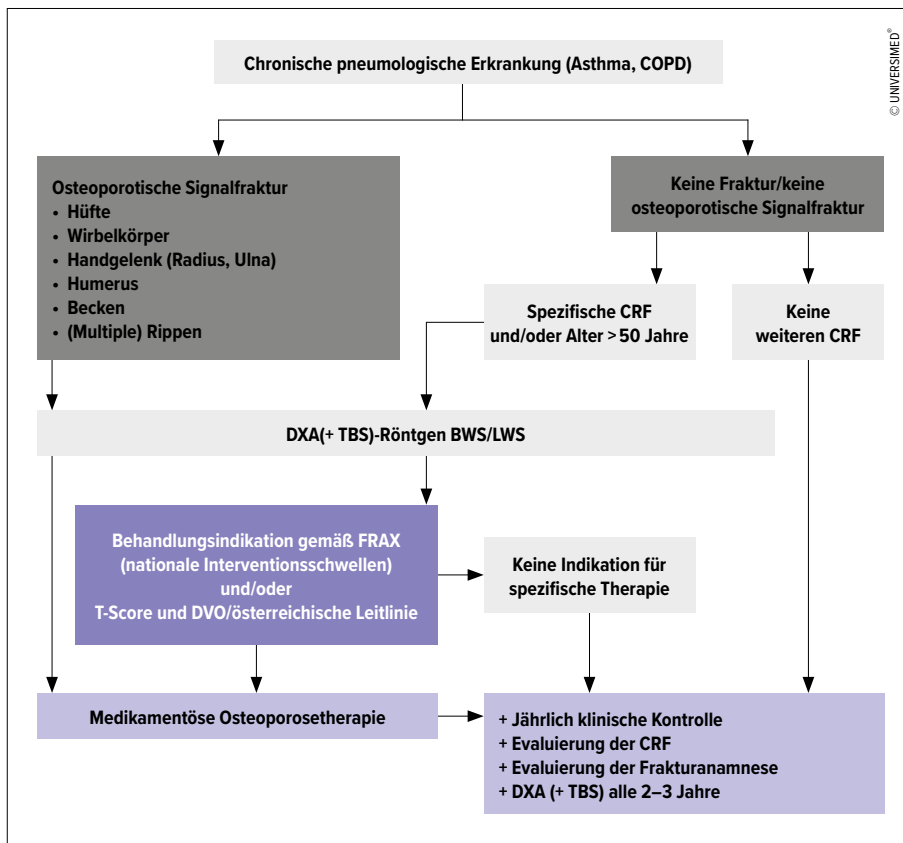 © UNIVERSIMED®
Chronische pneumologische Erkrankung (Asthma, COPD)
Osteoporotische Signalfraktur
• Hüfte
• Wirbelkörper
• Handgelenk (Radius, Ulna)
• Humerus
• Becken
• (Multiple) Rippen
Keine Fraktur/keine
osteoporotische Signalfraktur
Spezifische CRF
und/oder Alter > 50 Jahre
Keine
weiteren CRF
DXA(+ TBS)-Röntgen BWS/LWS
Behandlungsindikation gemäß FRAX
(nationale Interventionsschwellen)
und/oder
T-Score und DVO/österreichische Leitlinie
Keine Indikation für
spezifische Therapie
Medikamentöse Osteoporosetherapie
+ Jährlich klinische Kontrolle
+ Evaluierung der CRF
+ Evaluierung der Frakturanamnese
+ DXA (+ TBS) alle 2–3 Jahre